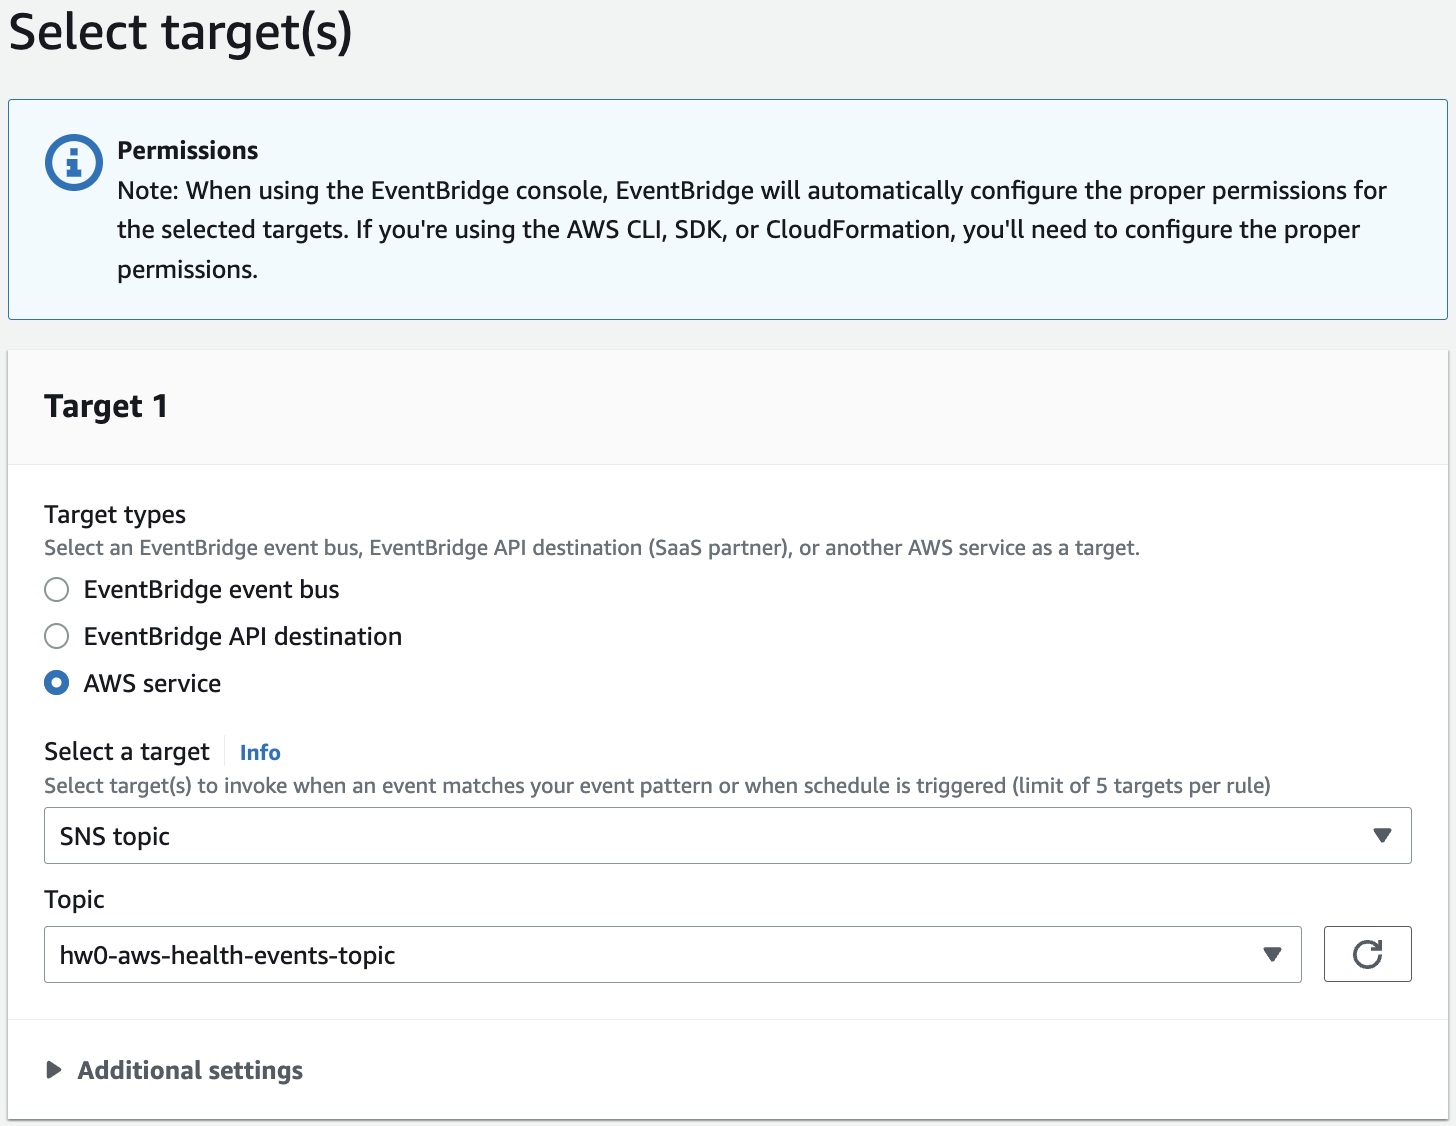 Select target(s)
Permissions
Note: When using the EventBridge console, EventBridge will automatically configure the proper permissions for
the selected targets. If you're using the AWS CLI, SDK, or CloudFormation, you'll need to configure the proper
permissions.
Target 1
Target types
Select an EventBridge event bus, EventBridge API destination (SaaS partner), or another AWS service as a target.
EventBridge event bus
EventBridge API destination
AWS service
Select a target Info
Select target(s) to invoke when an event matches your event pattern or when schedule is triggered (limit of 5 targets per rule)
SNS topic
Topic
hw0-aws-health-events-topic
Additional settings